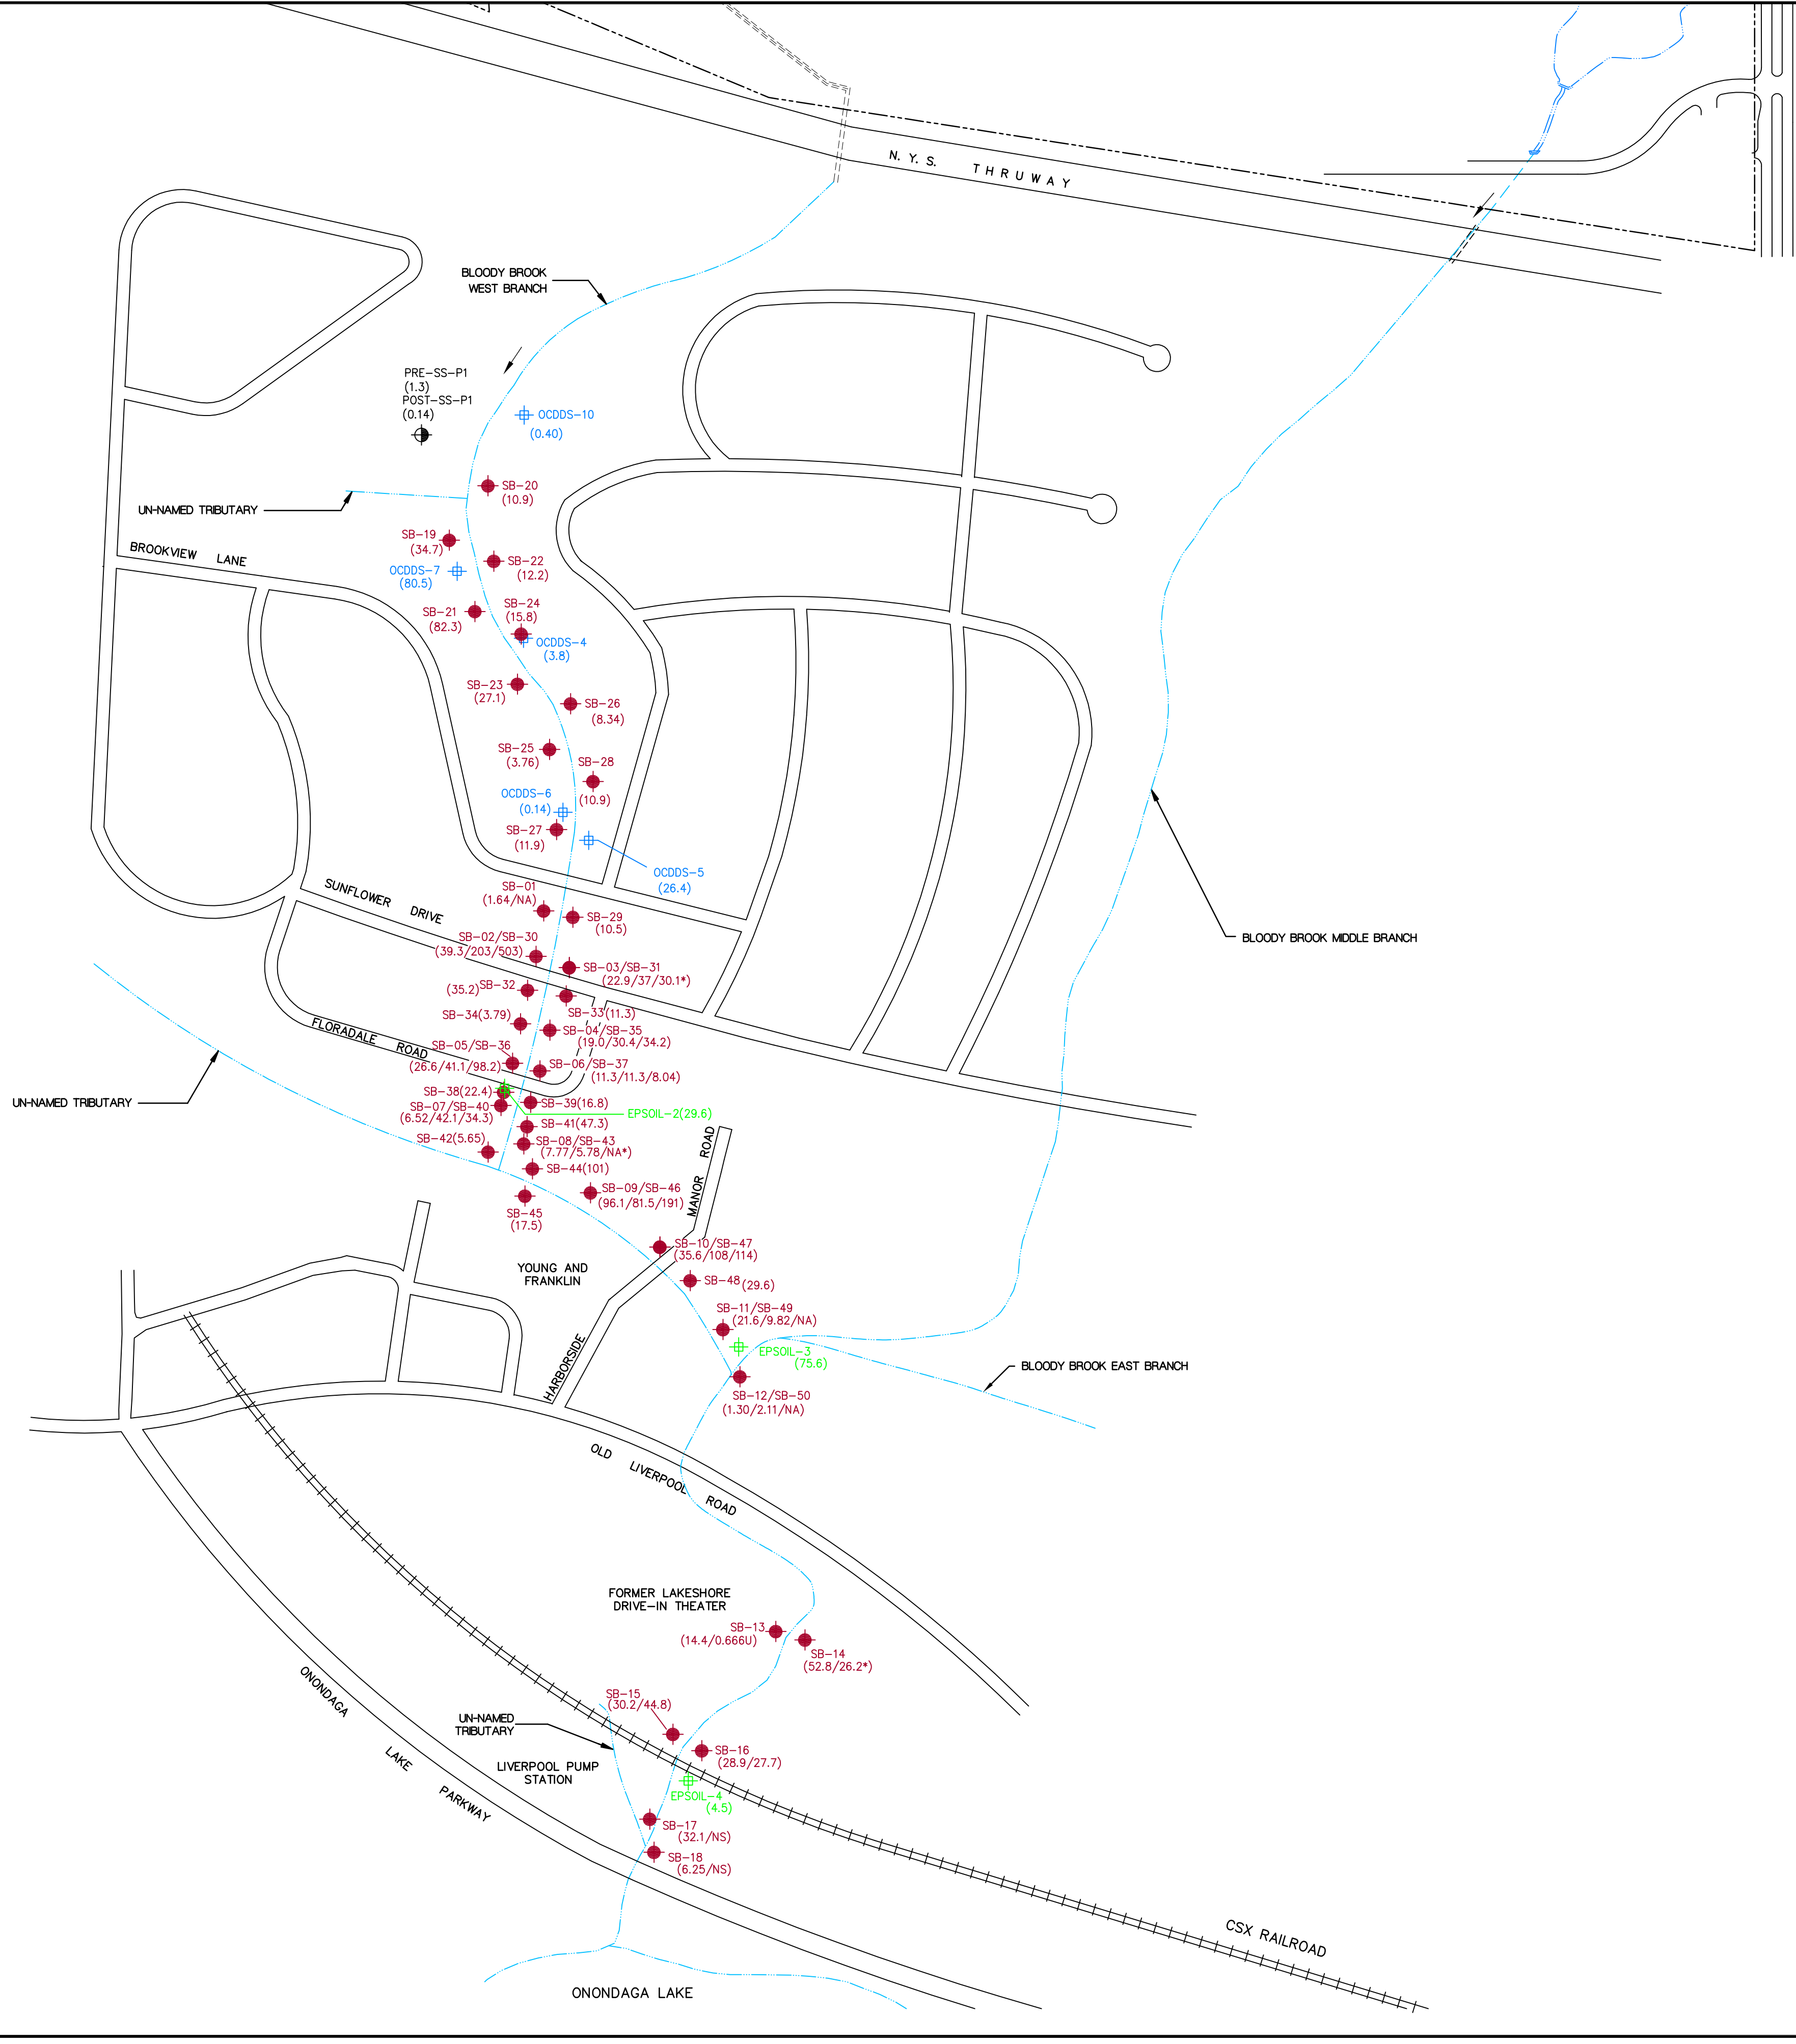 N. Y. S. THRUWAY
BLOODY BROOK
WEST BRANCH
PRE-SS-P1
(1.3)
POST-SS-P1
(0.14)
OCDDS-10
(0.40)
SB-20
(10.9)
UN-NAMED TRIBUTARY
SB-19
(34.7)
BROOKVIEW LANE
SB-22
(12.2)
OCDDS-7
(80.5)
SB-24
(15.8)
SB-21
(82.3)
OCDDS-4
(3.8)
SB-23
(27.1)
SB-26
(8.34)
SB-25
(3.76)
SB-28
(10.9)
OCDDS-6
(0.14)
SB-27
(11.9)
OCDDS-5
(26.4)
SB-01
(1.64/NA)
SUNFLOWER DRIVE
SB-29
(10.5)
SB-02/SB-30
(39.3/203/503)
BLOODY BROOK MIDDLE BRANCH
SB-03/SB-31
(22.9/37/30.1*)
(35.2) SB-32
SB-33(11.3)
SB-34(3.79)
FLORADALE ROAD
SB-04/SB-35
(19.0/30.4/34.2)
SB-05/SB-36
(26.6/41.1/98.2)
SB-06/SB-37
(11.3/11.3/8.04)
SB-38(22.4)
UN-NAMED TRIBUTARY
SB-39(16.8)
SB-07/SB-40
(6.52/42.1/34.3)
EPSOIL-2(29.6)
SB-41(47.3)
SB-42(5.65)
SB-08/SB-43
(7.77/5.78/NA*)
MANOR ROAD
SB-44(101)
SB-09/SB-46
(96.1/81.5/191)
SB-45
(17.5)
SB-10/SB-47
(35.6/108/114)
YOUNG AND
FRANKLIN
SB-48 (29.6)
SB-11/SB-49
(21.6/9.82/NA)
HARBORSIDE
EPSOIL-3
(75.6)
BLOODY BROOK EAST BRANCH
SB-12/SB-50
(1.30/2.11/NA)
OLD LIVERPOOL ROAD
FORMER LAKESHORE
DRIVE-IN THEATER
SB-13
(14.4/0.666U)
SB-14
(52.8/26.2*)
SB-15
(30.2/44.8)
UN-NAMED
TRIBUTARY
SB-16
(28.9/27.7)
LIVERPOOL PUMP
STATION
EPSOIL-4
(4.5)
ONONDAGA LAKE PARKWAY
SB-17
(32.1/NS)
SB-18
(6.25/NS)
CSX RAILROAD
ONONDAGA LAKE